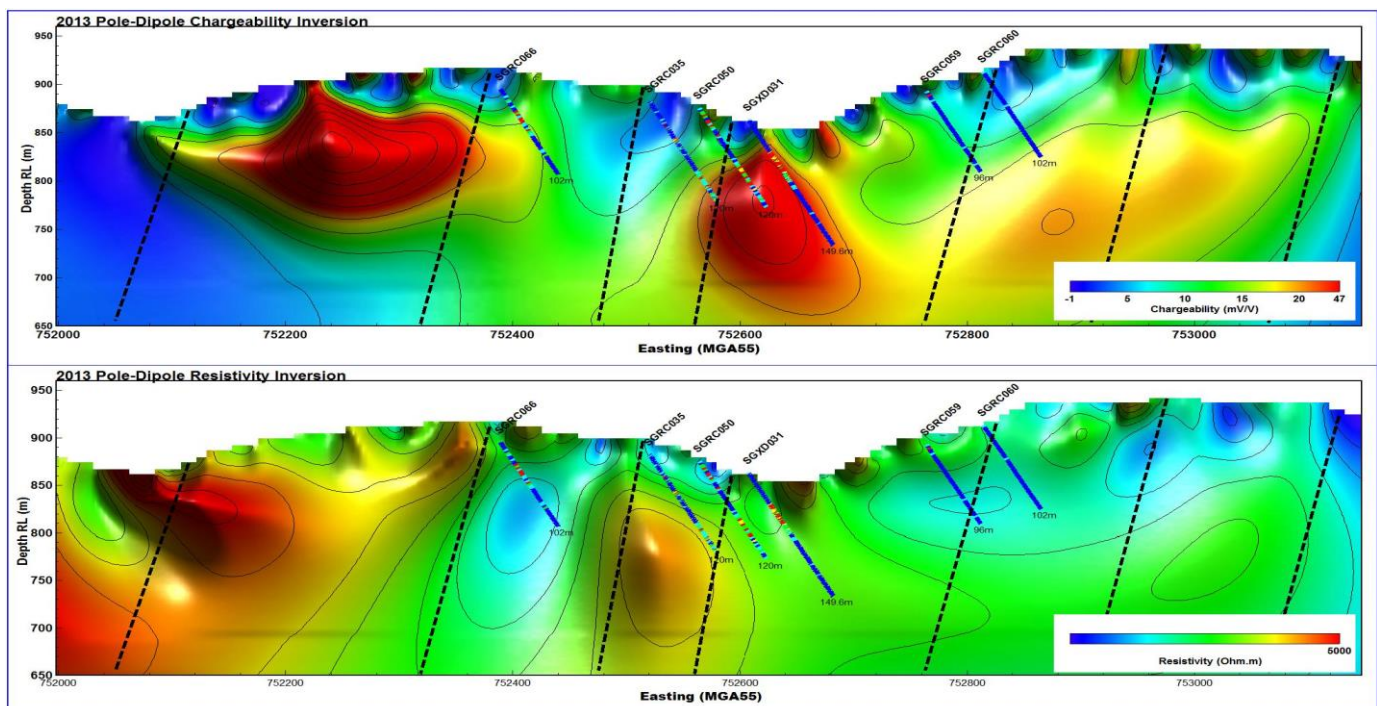 2013 Pole-Dipole Chargeability Inversion
950
900
850
800
750
700
650
Depth RL (m)
SGRC066
SGRC035
SGRC050
SGXD031
SGRC059
SGRC060
102m
120m
149.6m
96m
102m
-1 5 10 15 20 47
Chargeability (mV/V)
752000 752200 752400 752600 752800 753000
Easting (MGA55)
2013 Pole-Dipole Resistivity Inversion
950
900
850
800
750
700
650
Depth RL (m)
SGRC066
SGRC035
SGRC050
SGXD031
SGRC059
SGRC060
102m
120m
120m
149.6m
96m
102m
6000
Resistivity (Ohm.m)
752000 752200 752400 752600 752800 753000
Easting (MGA55)